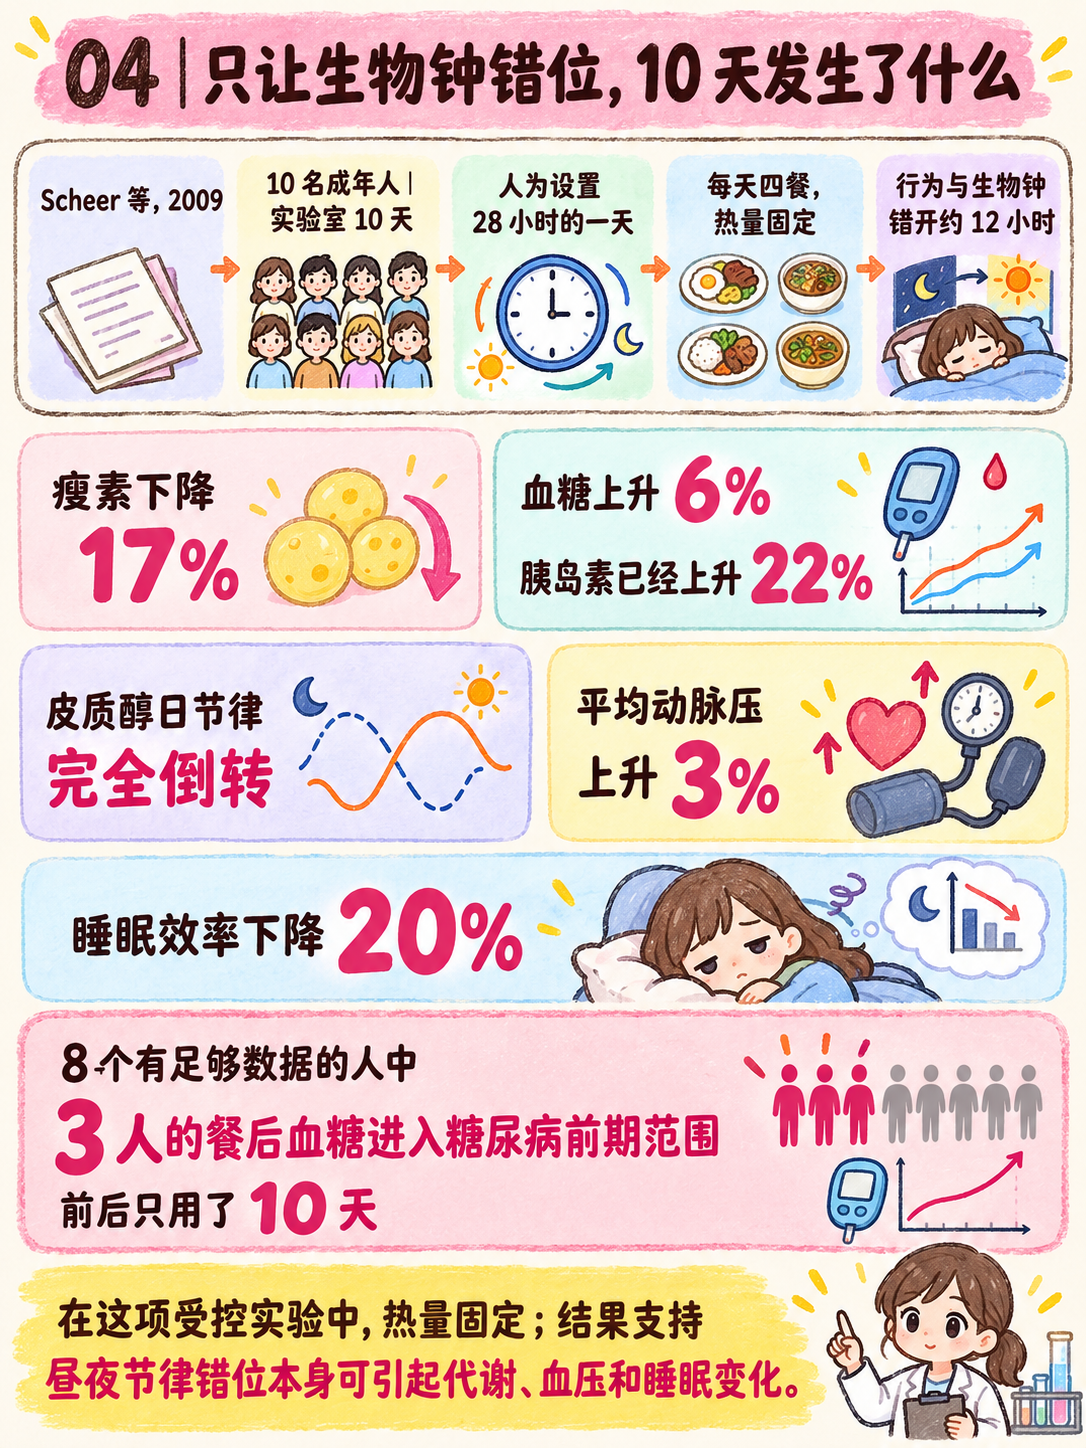 04｜只让生物钟错位，10 天发生了什么
Scheer 等，2009
10 名成年人｜
实验室 10 天
人为设置
28 小时的一天
每天四餐，
热量固定
行为与生物钟
错开约 12 小时
瘦素下降
17%
血糖上升 6%
胰岛素已经上升 22%
皮质醇日节律
完全倒转
平均动脉压
上升 3%
睡眠效率下降 20%
8 个有足够数据的人中
3 人的餐后血糖进入糖尿病前期范围
前后只用了 10 天
在这项受控实验中，热量固定；结果支持
昼夜节律错位本身可引起代谢、血压和睡眠变化。